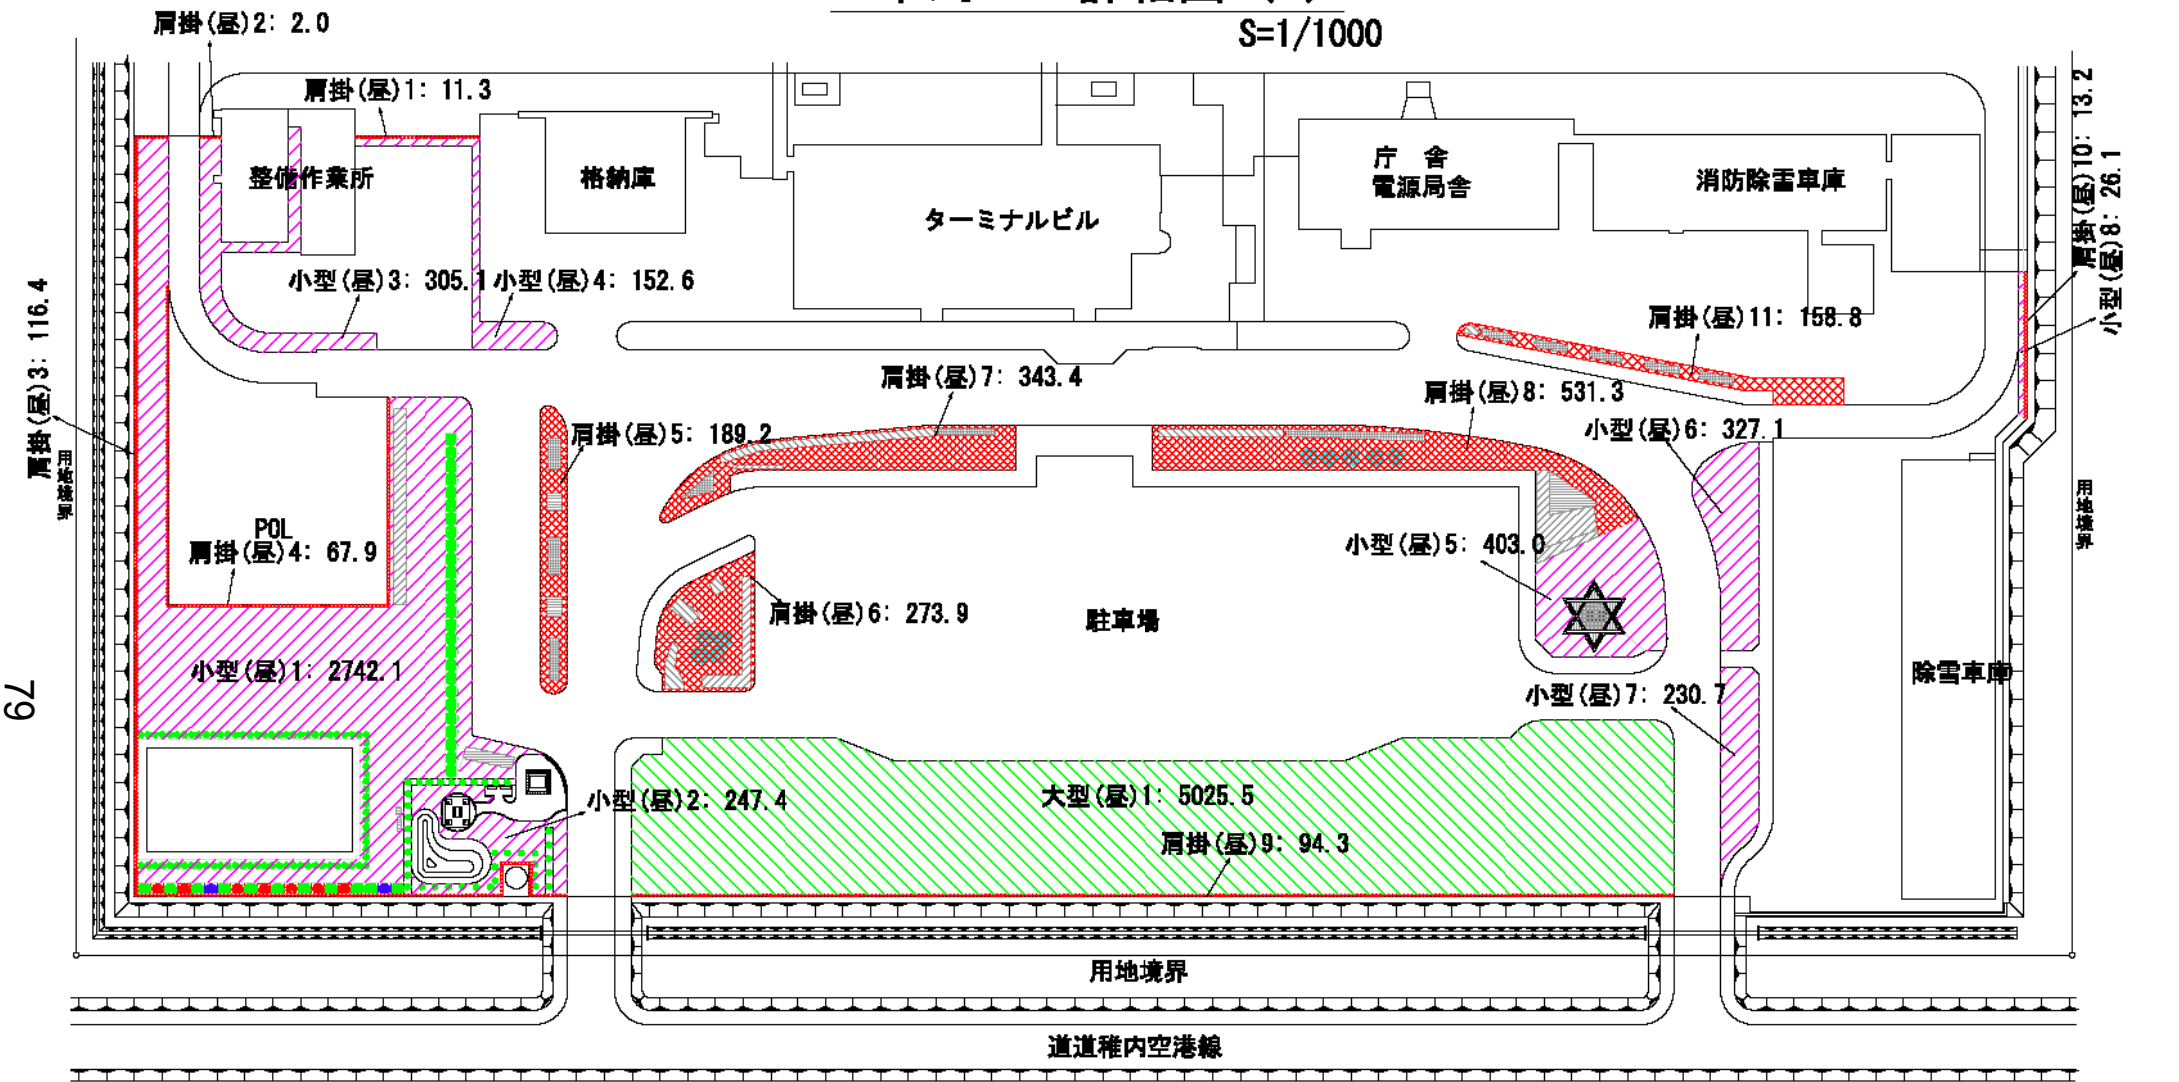 S=1/1000
肩掛(昼)2: 2.0
肩掛(昼)1: 11.3
整備作業所
格納庫
ターミナルビル
庁 舎
電源局舎
消防除雪車庫
肩掛(昼)10: 13.2
小型(昼)8: 26.1
小型(昼)3: 305.1
小型(昼)4: 152.6
肩掛(昼)11: 158.8
肩掛(昼)3: 116.4
用地境界
肩掛(昼)7: 343.4
肩掛(昼)8: 531.3
肩掛(昼)5: 189.2
小型(昼)6: 327.1
用地境界
POL
肩掛(昼)4: 67.9
小型(昼)5: 403.0
肩掛(昼)6: 273.9
駐車場
小型(昼)1: 2742.1
除雪車庫
小型(昼)7: 230.7
79
小型(昼)2: 247.4
大型(昼)1: 5025.5
肩掛(昼)9: 94.3
用地境界
道道稚内空港線